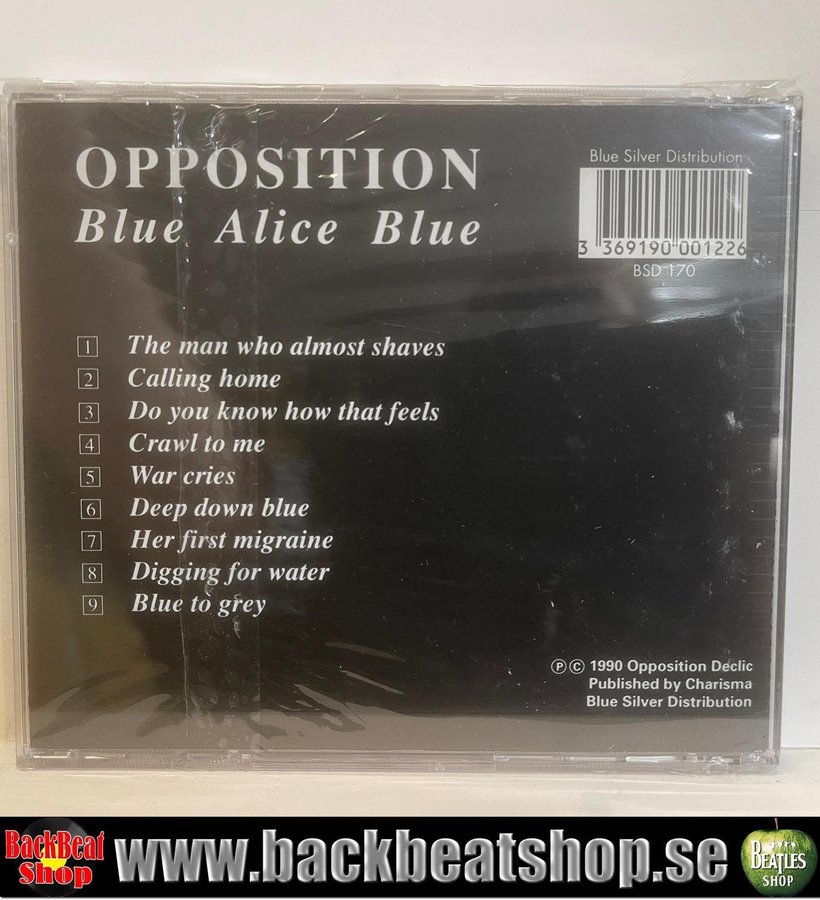 OPPOSITION
Blue Alice Blue
Blue Silver Distribution
3 369190 001226
BSD 170
1 The man who almost shaves
2 Calling home
3 Do you know how that feels
4 Crawl to me
5 War cries
6 Deep down blue
7 Her first migraine
8 Digging for water
9 Blue to grey
Ⓟ © 1990 Opposition Declic
Published by Charisma
Blue Silver Distribution
BackBeat
Shop
www.backbeatshop.se
BEATLES
SHOP